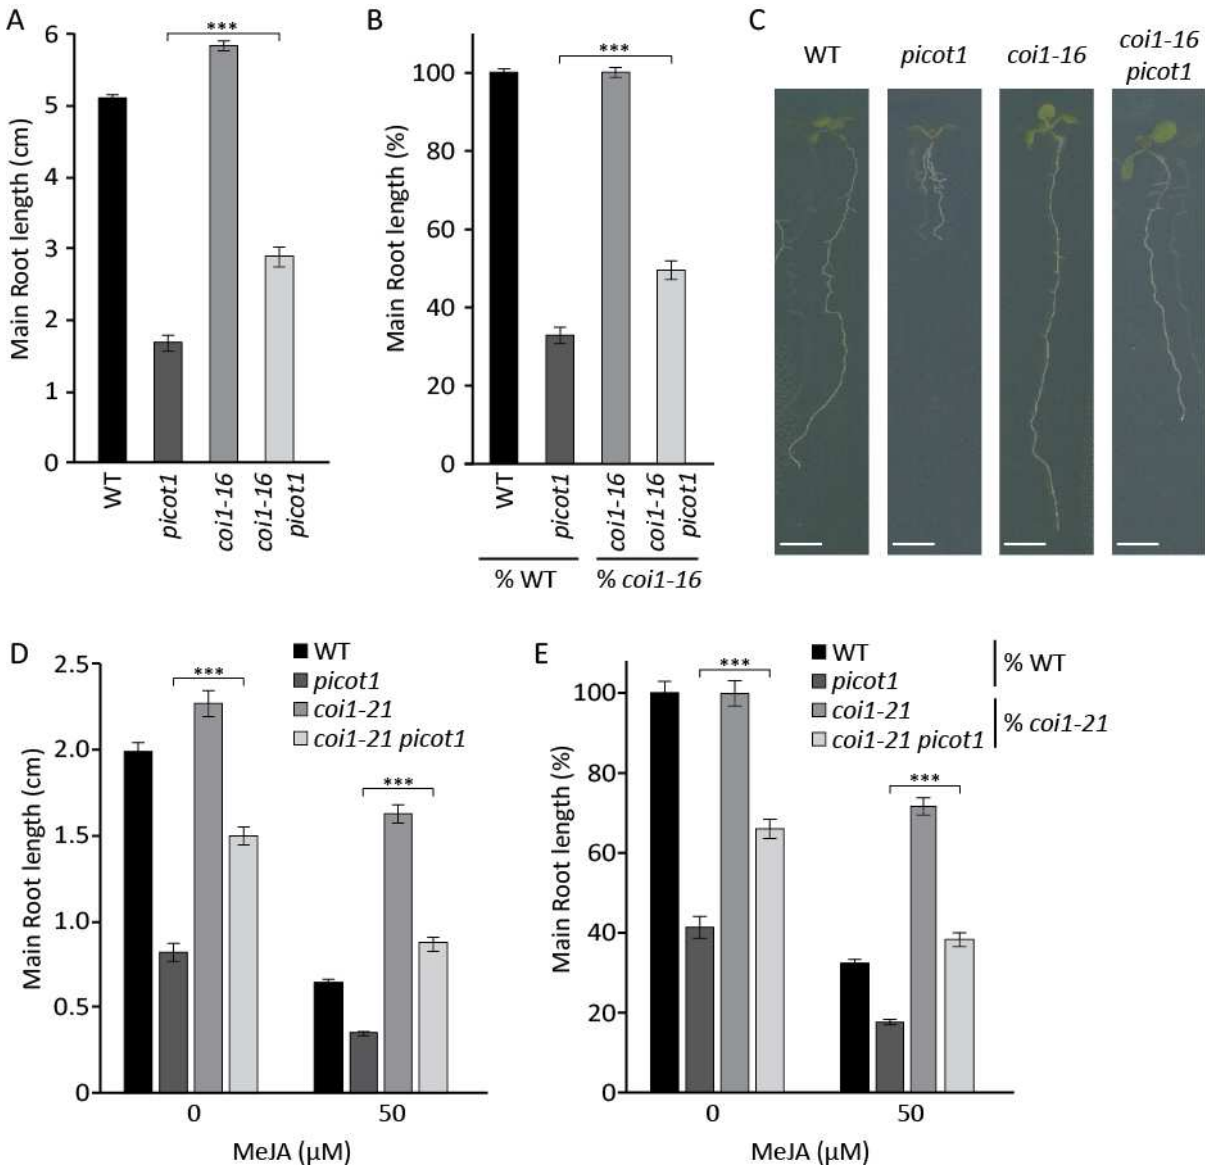 A
Main Root length (cm)
6
5
4
3
2
1
0
***
WT
picot1
coi1-16
coi1-16
picot1
B
Main Root length (%)
100
80
60
40
20
0
***
WT
picot1
coi1-16
coi1-16
picot1
% WT
% coi1-16
C
WT
picot1
coi1-16
coi1-16
picot1
D
Main Root length (cm)
2.5
2.0
1.5
1.0
0.5
0
***
***
WT
picot1
coi1-21
coi1-21 picot1
0
50
MeJA (µM)
E
Main Root length (%)
100
80
60
40
20
0
***
***
WT
picot1
% WT
coi1-21
coi1-21 picot1
% coi1-21
0
50
MeJA (µM)